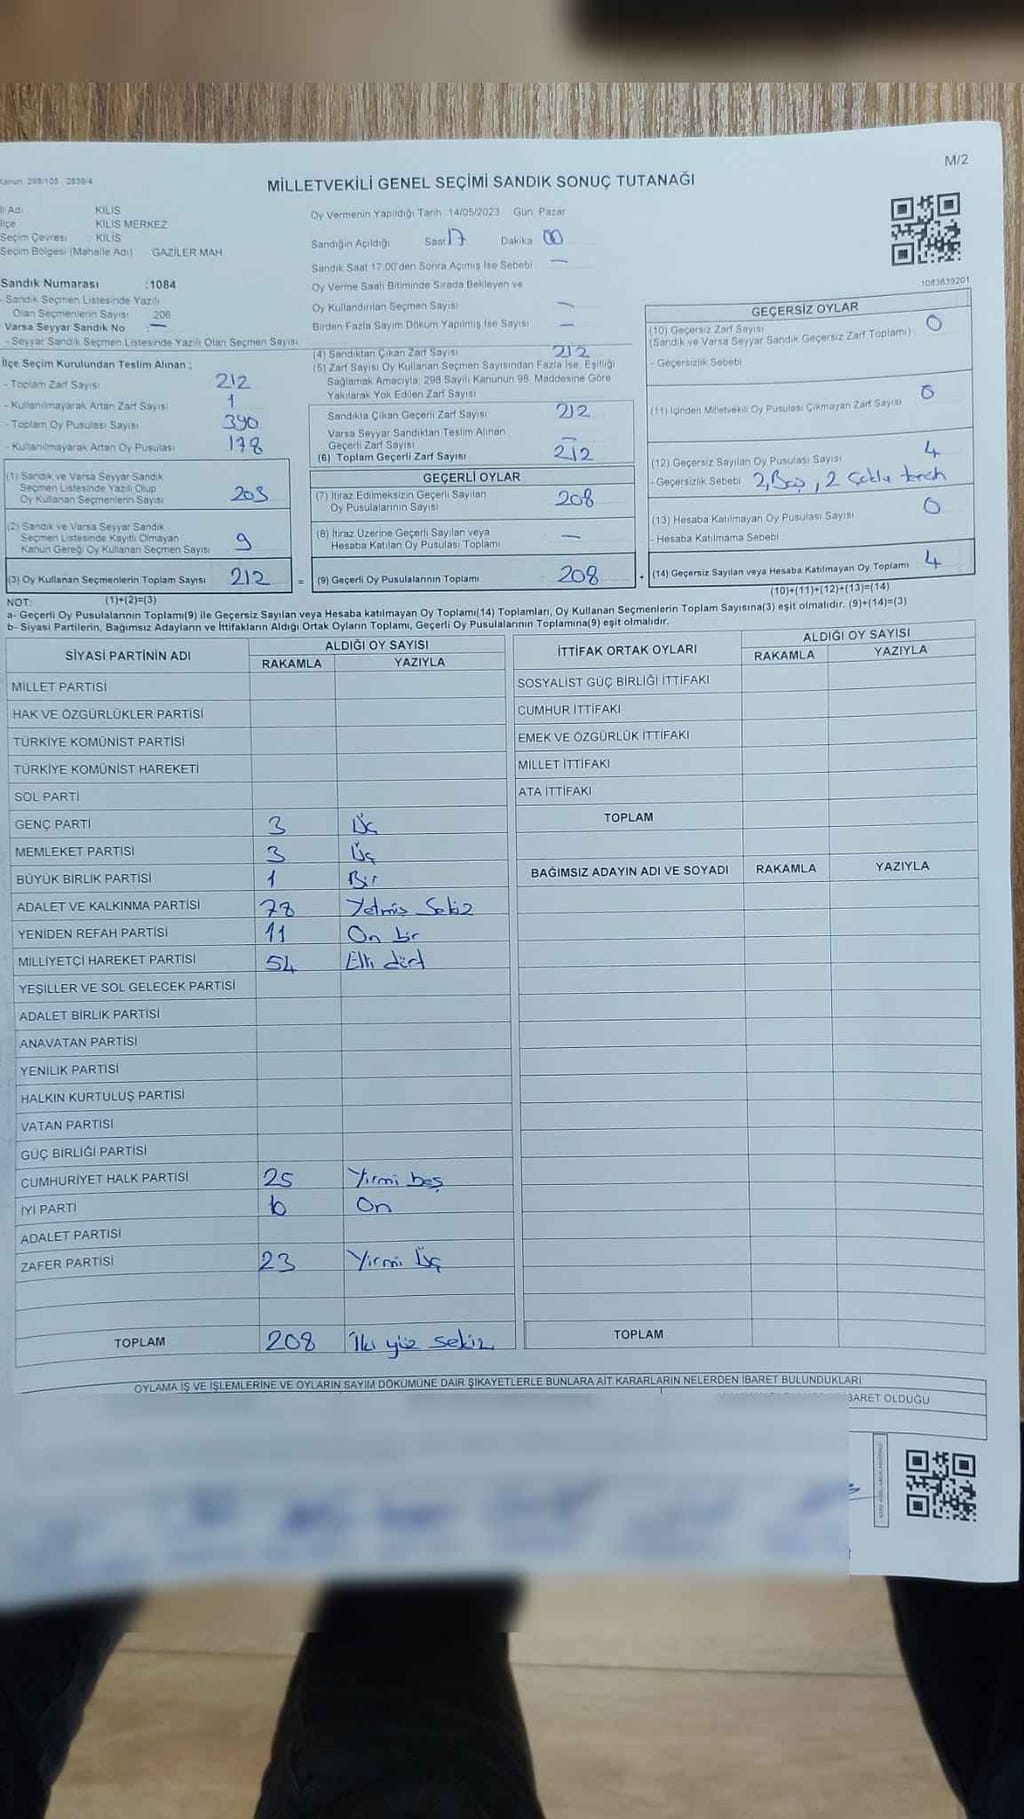 M/2
Kanun: 298/105 - 2839/4
MİLLETVEKİLİ GENEL SEÇİMİ SANDIK SONUÇ TUTANAĞI
İl Adı KİLİS
İlçe KİLİS MERKEZ
Seçim Çevresi KİLİS
Seçim Bölgesi (Mahalle Adı) GAZİLER MAH
Sandık Numarası :1084
- Sandık Seçmen Listesinde Yazılı
Olan Seçmenlerin Sayısı 206
Varsa Seyyar Sandık No : —
- Seyyar Sandık Seçmen Listesinde Yazılı Olan Seçmen Sayısı
Oy Vermenin Yapıldığı Tarih :14/05/2023 Gün: Pazar
Sandığın Açıldığı Saat 17 Dakika 00
Sandık Saat 17:00'den Sonra Açımış İse Sebebi —
Oy Verme Saati Bitiminde Sırada Bekleyen ve
Oy Kullandırılan Seçmen Sayısı —
Birden Fazla Sayım Döküm Yapılmış İse Sayısı —
1083639201
İlçe Seçim Kurulundan Teslim Alınan ;
- Toplam Zarf Sayısı 212
- Kullanılmayarak Artan Zarf Sayısı 1
- Toplam Oy Pusulası Sayısı 390
- Kullanılmayarak Artan Oy Pusulası 178
(1) Sandık ve Varsa Seyyar Sandık
Seçmen Listesinde Yazılı Olup
Oy Kullanan Seçmenlerin Sayısı 203
(2) Sandık ve Varsa Seyyar Sandık
Seçmen Listesinde Kayıtlı Olmayan
Kanun Gereği Oy Kullanan Seçmen Sayısı 9
(3) Oy Kullanan Seçmenlerin Toplam Sayısı 212 =
(4) Sandıktan Çıkan Zarf Sayısı 212
(5) Zarf Sayısı Oy Kullanan Seçmen Sayısından Fazla İse, Eşitliği
Sağlamak Amacıyla, 298 Sayılı Kanunun 98. Maddesine Göre
Yakılarak Yok Edilen Zarf Sayısı
Sandıkla Çıkan Geçerli Zarf Sayısı 212
Varsa Seyyar Sandıktan Teslim Alınan
Geçerli Zarf Sayısı —
(6) Toplam Geçerli Zarf Sayısı 212
GEÇERLİ OYLAR
(7) İtiraz Edilmeksizin Geçerli Sayılan
Oy Pusulalarının Sayısı 208
(8) İtiraz Üzerine Geçerli Sayılan veya
Hesaba Katılan Oy Pusulası Toplamı —
(9) Geçerli Oy Pusulalarının Toplamı 208 +
GEÇERSİZ OYLAR
(10) Geçersiz Zarf Sayısı
(Sandık ve Varsa Seyyar Sandık Geçersiz Zarf Toplamı) 0
- Geçersizlik Sebebi
(11) İçinden Milletvekili Oy Pusulası Çıkmayan Zarf Sayısı 0
(12) Geçersiz Sayılan Oy Pusulası Sayısı 4
- Geçersizlik Sebebi 2, Boş, 2 Çoklu tercih
(13) Hesaba Katılmayan Oy Pusulası Sayısı 0
- Hesaba Katılmama Sebebi
(14) Geçersiz Sayılan veya Hesaba Katılmayan Oy Toplamı 4
(10)+(11)+(12)+(13)=(14)
NOT: (1)+(2)=(3)
a- Geçerli Oy Pusulalarının Toplamı(9) ile Geçersiz Sayılan veya Hesaba katılmayan Oy Toplamı(14) Toplamları, Oy Kullanan Seçmenlerin Toplam Sayısına(3) eşit olmalıdır. (9)+(14)=(3)
b- Siyasi Partilerin, Bağımsız Adayların ve İttifakların Aldığı Ortak Oyların Toplamı, Geçerli Oy Pusulalarının Toplamına(9) eşit olmalıdır.
SİYASİ PARTİNİN ADI ALDIĞI OY SAYISI
RAKAMLA YAZIYLA
MİLLET PARTİSİ
HAK VE ÖZGÜRLÜKLER PARTİSİ
TÜRKİYE KOMÜNİST PARTİSİ
TÜRKİYE KOMÜNİST HAREKETİ
SOL PARTİ
GENÇ PARTİ 3 Üç
MEMLEKET PARTİSİ 3 Üç
BÜYÜK BİRLİK PARTİSİ 1 Bir
ADALET VE KALKINMA PARTİSİ 78 Yetmiş Sekiz
YENİDEN REFAH PARTİSİ 11 On bir
MİLLİYETÇİ HAREKET PARTİSİ 54 Elli dört
YEŞİLLER VE SOL GELECEK PARTİSİ
ADALET BİRLİK PARTİSİ
ANAVATAN PARTİSİ
YENİLİK PARTİSİ
HALKIN KURTULUŞ PARTİSİ
VATAN PARTİSİ
GÜÇ BİRLİĞİ PARTİSİ
CUMHURİYET HALK PARTİSİ 25 Yirmi beş
İYİ PARTİ 10 On
ADALET PARTİSİ
ZAFER PARTİSİ 23 Yirmi Üç
TOPLAM 208 İki yüz sekiz
İTTİFAK ORTAK OYLARI ALDIĞI OY SAYISI
RAKAMLA YAZIYLA
SOSYALİST GÜÇ BİRLİĞİ İTTİFAKI
CUMHUR İTTİFAKI
EMEK VE ÖZGÜRLÜK İTTİFAKI
MİLLET İTTİFAKI
ATA İTTİFAKI
TOPLAM
BAĞIMSIZ ADAYIN ADI VE SOYADI RAKAMLA YAZIYLA
TOPLAM
OYLAMA İŞ VE İŞLEMLERİNE VE OYLARIN SAYIM DÖKÜMÜNE DAİR ŞİKAYETLERLE BUNLARA AİT KARARLARIN NELERDEN İBARET BULUNDUKLARI
İBARET OLDUĞU